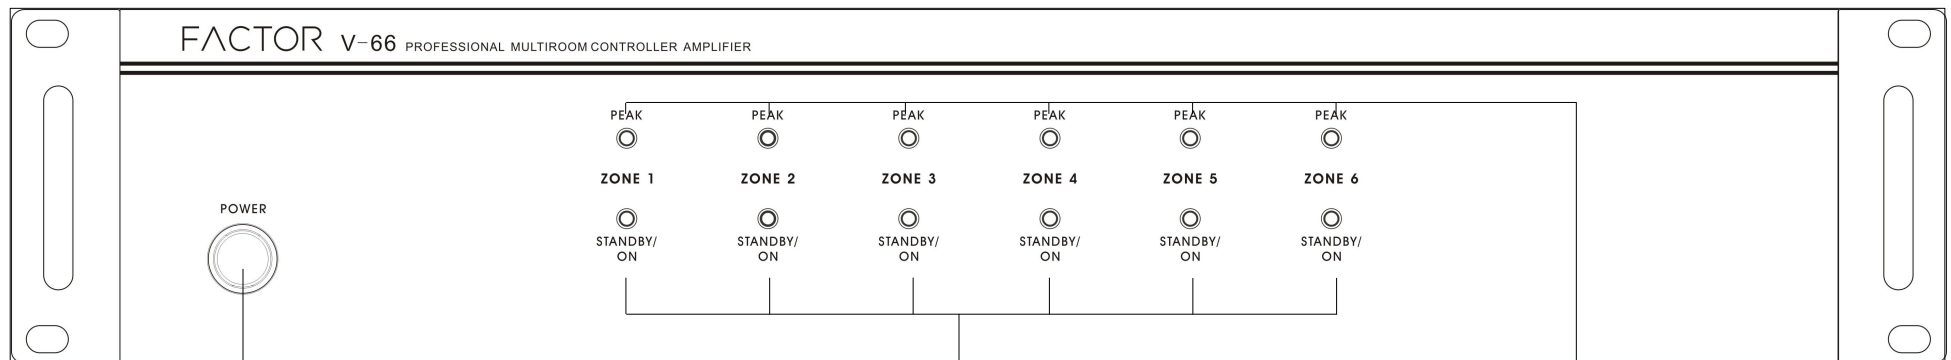 FACTOR V-66 PROFESSIONAL MULTIROOM CONTROLLER AMPLIFIER
PEAK PEAK PEAK PEAK PEAK PEAK
ZONE 1 ZONE 2 ZONE 3 ZONE 4 ZONE 5 ZONE 6
POWER
STANDBY/ STANDBY/ STANDBY/ STANDBY/ STANDBY/ STANDBY/
ON ON ON ON ON ON